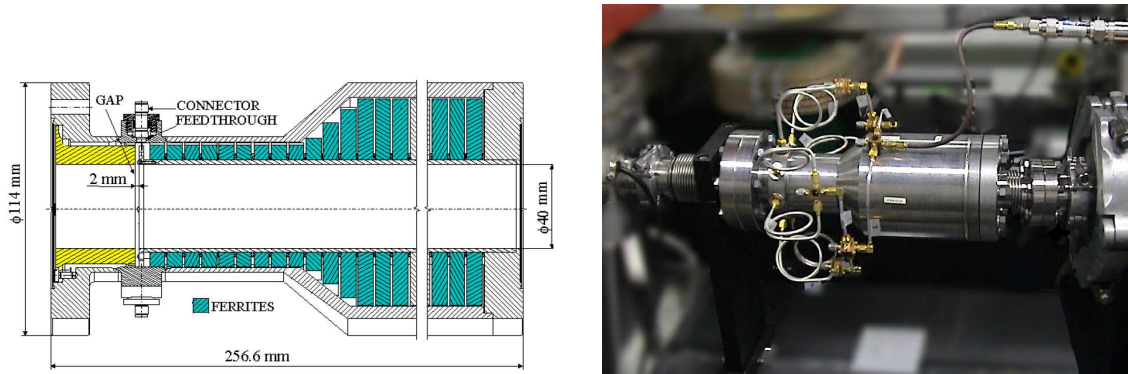 GAP
CONNECTOR
FEEDTHROUGH
2 mm
ϕ114 mm
ϕ40 mm
FERRITES
256.6 mm